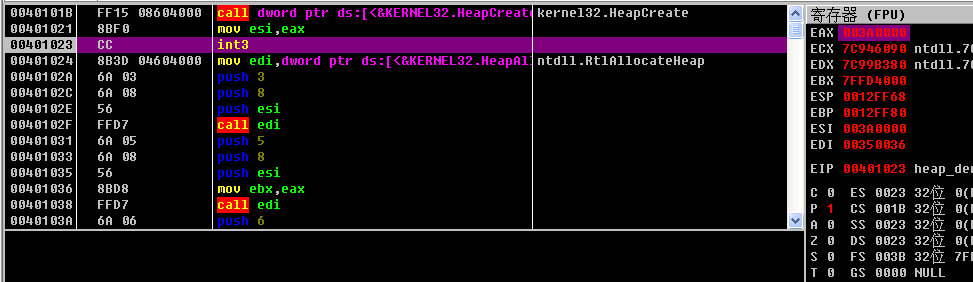 0040101B FF15 08604000 call dword ptr ds:[<&KERNEL32.HeapCreat kernel32.HeapCreate
00401021 8BF0 mov esi,eax
00401023 CC int3
00401024 8B3D 04604000 mov edi,dword ptr ds:[<&KERNEL32.HeapAl ntdll.RtlAllocateHeap
0040102A 6A 03 push 3
0040102C 6A 08 push 8
0040102E 56 push esi
0040102F FFD7 call edi
00401031 6A 05 push 5
00401033 6A 08 push 8
00401035 56 push esi
00401036 8BD8 mov ebx,eax
00401038 FFD7 call edi
0040103A 6A 06 push 6
寄存器 (FPU)
EAX 003A0000
ECX 7C946090 ntdll.7
EDX 7C99B380 ntdll.7
EBX 7FFD4000
ESP 0012FF68
EBP 0012FF80
ESI 003A0000
EDI 00350036
EIP 00401023 heap_de
C 0 ES 0023 32位 0(
P 1 CS 001B 32位 0(
A 0 SS 0023 32位 0(
Z 0 DS 0023 32位 0(
S 0 FS 003B 32位 7F
T 0 GS 0000 NULL